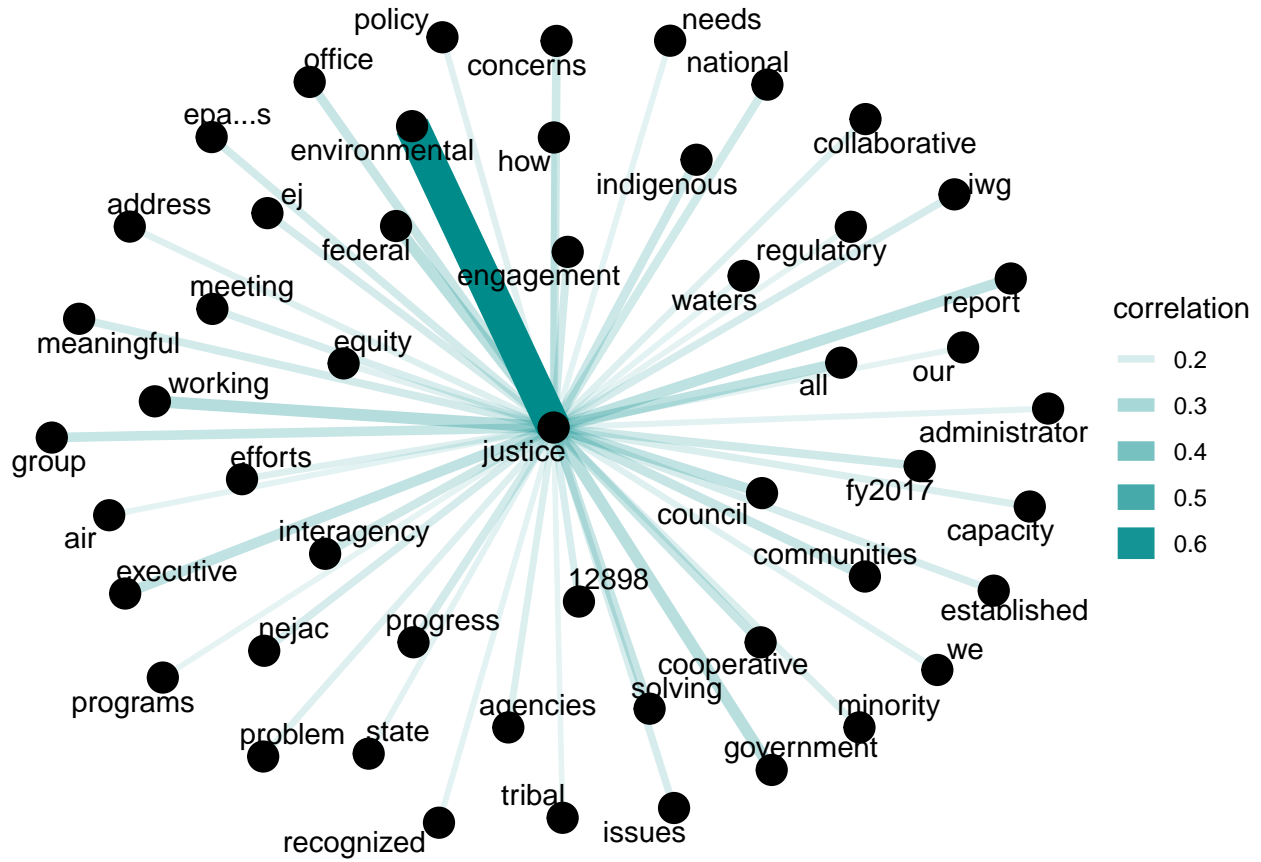 policy
needs
office
concerns
national
epa...s
environmental
how
collaborative
indigenous
iwg
address
ej
federal
engagement
regulatory
meeting
waters
report
meaningful
equity
all
our
working
administrator
group
justice
efforts
fy2017
council
capacity
air
interagency
communities
executive
12898
established
nejac
progress
cooperative
we
programs
solving
minority
problem
state
agencies
government
tribal
issues
recognized
correlation
0.2
0.3
0.4
0.5
0.6